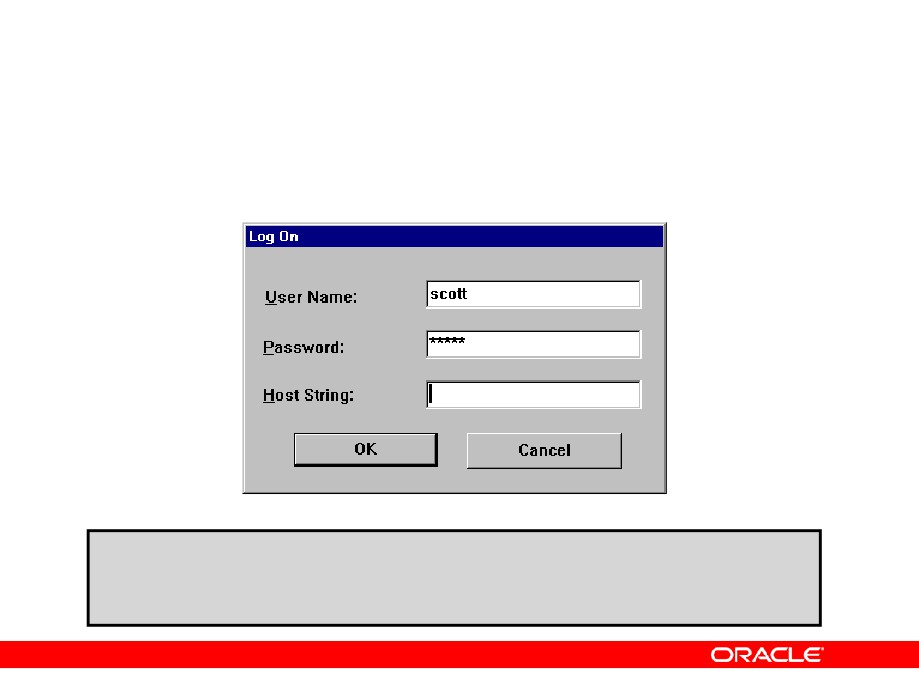 Log On
User Name: scott
Password: *****
Host String:
OK Cancel
ORACLE